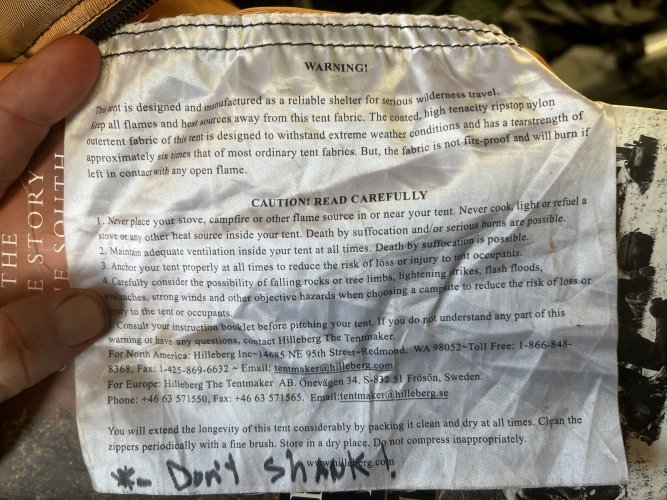 WARNING!
This tent is designed and manufactured as a reliable shelter for serious wilderness travel.
Keep all flames and heat sources away from this tent fabric. The coated, high tenacity ripstop nylon
outertent fabric of this tent is designed to withstand extreme weather conditions and has a tearstrength of
approximately six times that of most ordinary tent fabrics. But, the fabric is not fire-proof and will burn if
left in contact with any open flame.
CAUTION! READ CAREFULLY
1. Never place your stove, campfire or other flame source in or near your tent. Never cook, light or refuel a
stove or any other heat source inside your tent. Death by suffocation and/or serious burns are possible.
2. Maintain adequate ventilation inside your tent at all times. Death by suffocation is possible.
3. Anchor your tent properly at all times to reduce the risk of loss or injury to tent occupants.
4. Carefully consider the possibility of falling rocks or tree limbs, lightening strikes, flash floods,
avalanches, strong winds and other objective hazards when choosing a campsite to reduce the risk of loss or
injury to the tent or occupants.
Consult your instruction booklet before pitching your tent. If you do not understand any part of this
warning or have any questions, contact Hilleberg The Tentmaker.
For North America: Hilleberg Inc~14685 NE 95th Street~Redmond, WA 98052~Toll Free: 1-866-848-
8368, Fax: 1-425-869-6632 ~ Email: tentmaker@hilleberg.com
For Europe: Hilleberg The Tentmaker AB. Önevägen 34, S-832 51 Frösön, Sweden.
Phone: +46 63 571550, Fax: +46 63 571565. Email:tentmaker@hilleberg.se
You will extend the longevity of this tent considerably by packing it clean and dry at all times. Clean the
zippers periodically with a fine brush. Store in a dry place. Do not compress inappropriately.
www.hilleberg.com
*- Don't Shnuk!
THE
E STORY
SOUTH